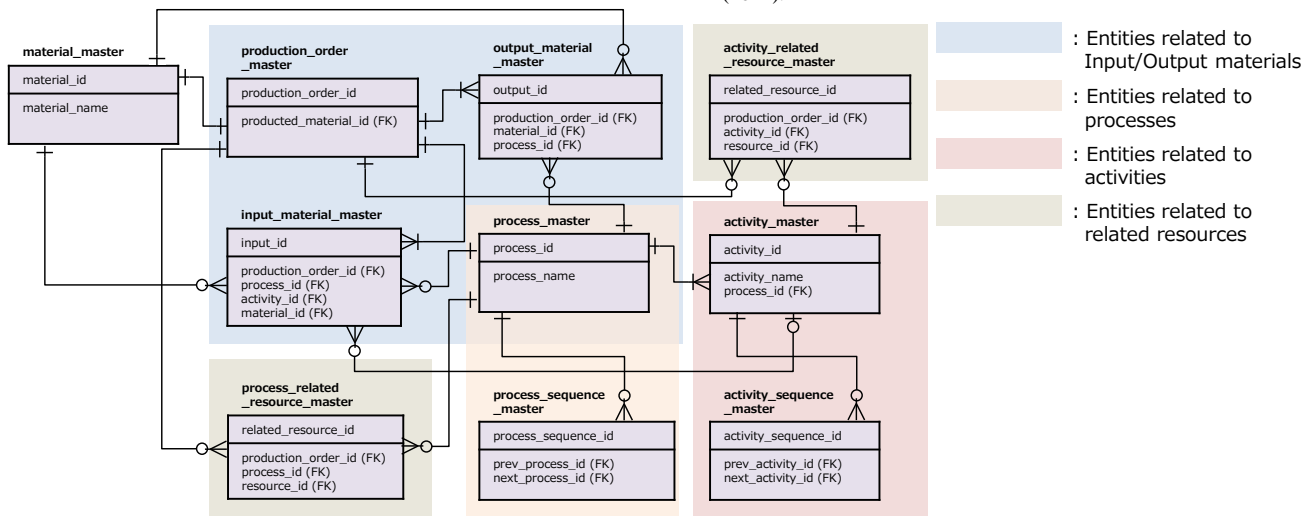 material_master
material_id
material_name
production_order
_master
production_order_id
producted_material_id (FK)
output_material
_master
output_id
production_order_id (FK)
material_id (FK)
process_id (FK)
activity_related
_resource_master
related_resource_id
production_order_id (FK)
activity_id (FK)
resource_id (FK)
input_material_master
input_id
production_order_id (FK)
process_id (FK)
activity_id (FK)
material_id (FK)
process_master
process_id
process_name
activity_master
activity_id
activity_name
process_id (FK)
process_related
_resource_master
related_resource_id
production_order_id (FK)
process_id (FK)
resource_id (FK)
process_sequence
_master
process_sequence_id
prev_process_id (FK)
next_process_id (FK)
activity_sequence
_master
activity_sequence_id
prev_activity_id (FK)
next_activity_id (FK)
: Entities related to
Input/Output materials
: Entities related to
processes
: Entities related to
activities
: Entities related to
related resources